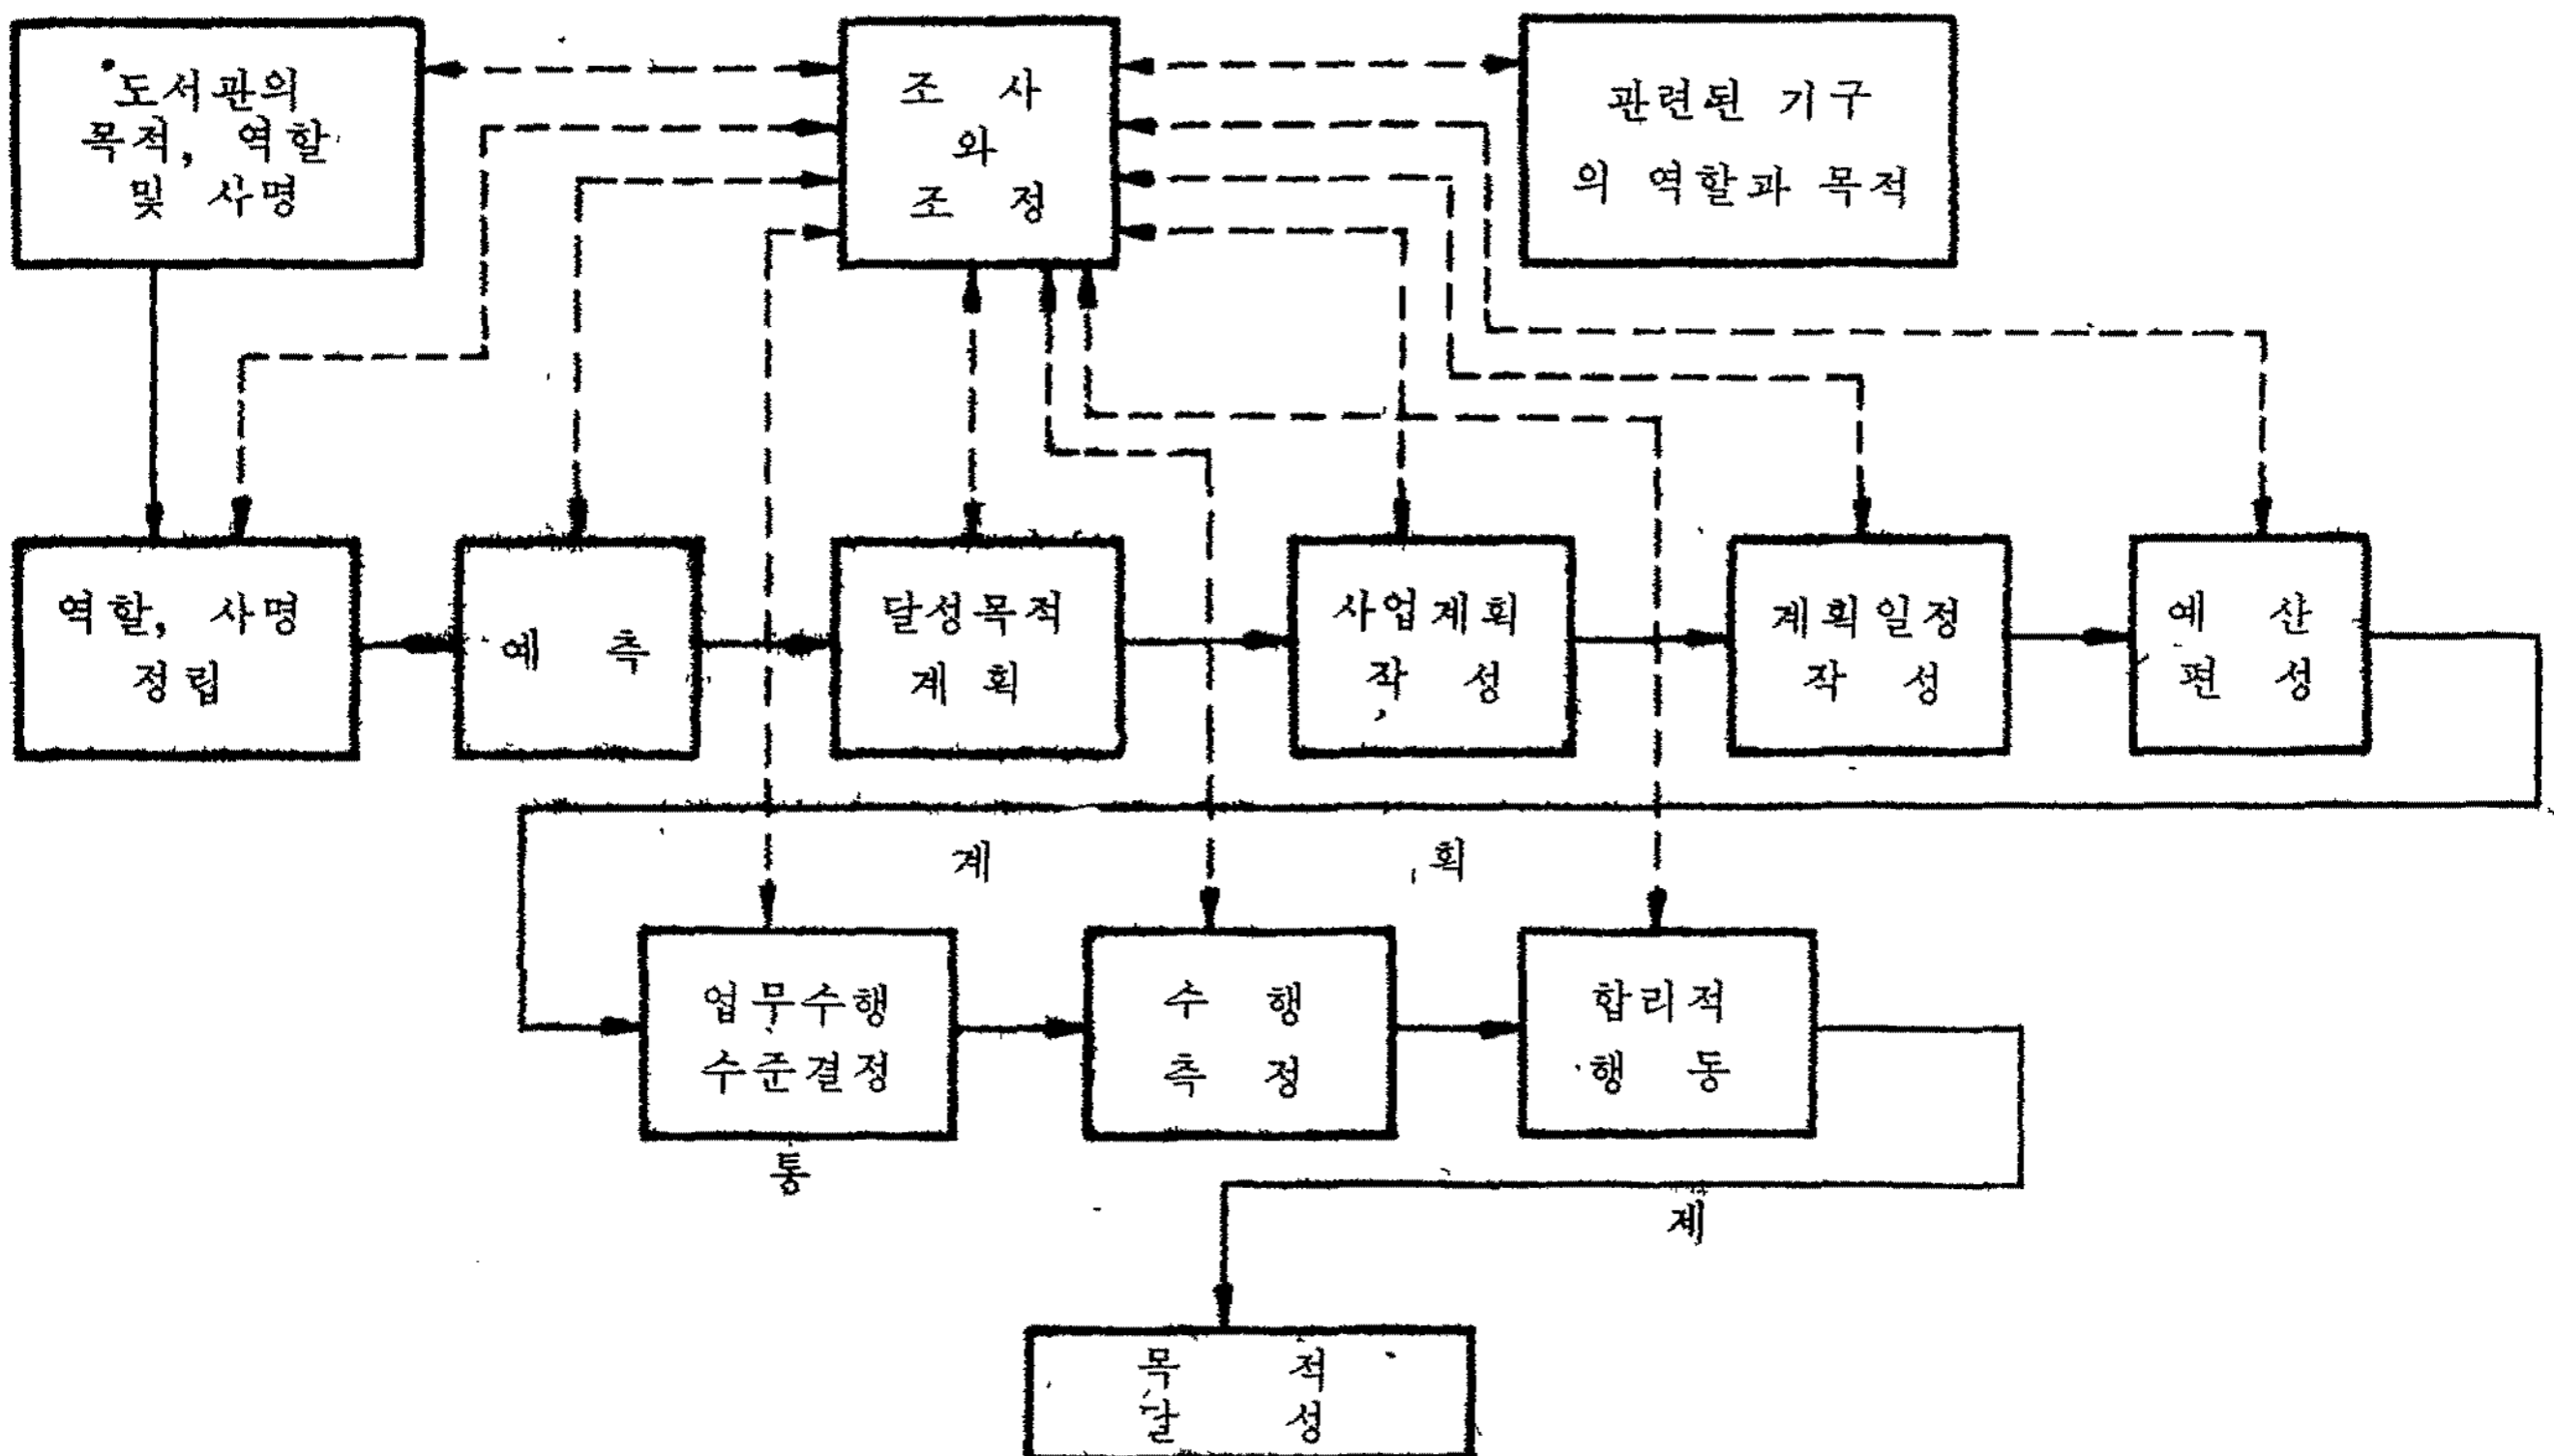 도서관의
목적, 역할
및 사명
조 사
와
조 정
관련된 기구
의 역할과 목적
역할, 사명
정립
예 측
달성목적
계 획
사업계획
작 성
계획일정
작 성
예 산
편 성
계 획
업무수행
수준결정
수 행
측 정
합리적
행 동
통 제
목 적
달 성